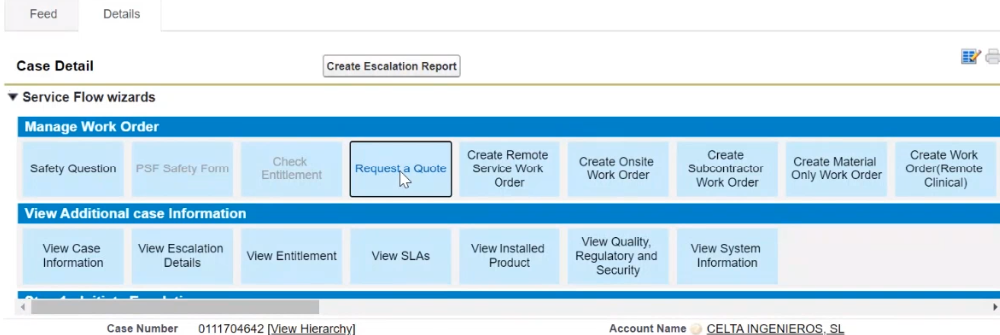 Feed Details
Case Detail Create Escalation Report
Service Flow wizards
Manage Work Order
Safety Question
PSF Safety Form
Check
Entitlement
Request a Quote
Create Remote
Service Work
Order
Create Onsite
Work Order
Create
Subcontractor
Work Order
Create Material
Only Work Order
Create Work
Order(Remote
Clinical)
View Additional case Information
View Case
Information
View Escalation
Details
View Entitlement
View SLAs
View Installed
Product
View Quality,
Regulatory and
Security
View System
Information
Case Number 0111704642 [View Hierarchy] Account Name CELTA INGENIEROS, SL